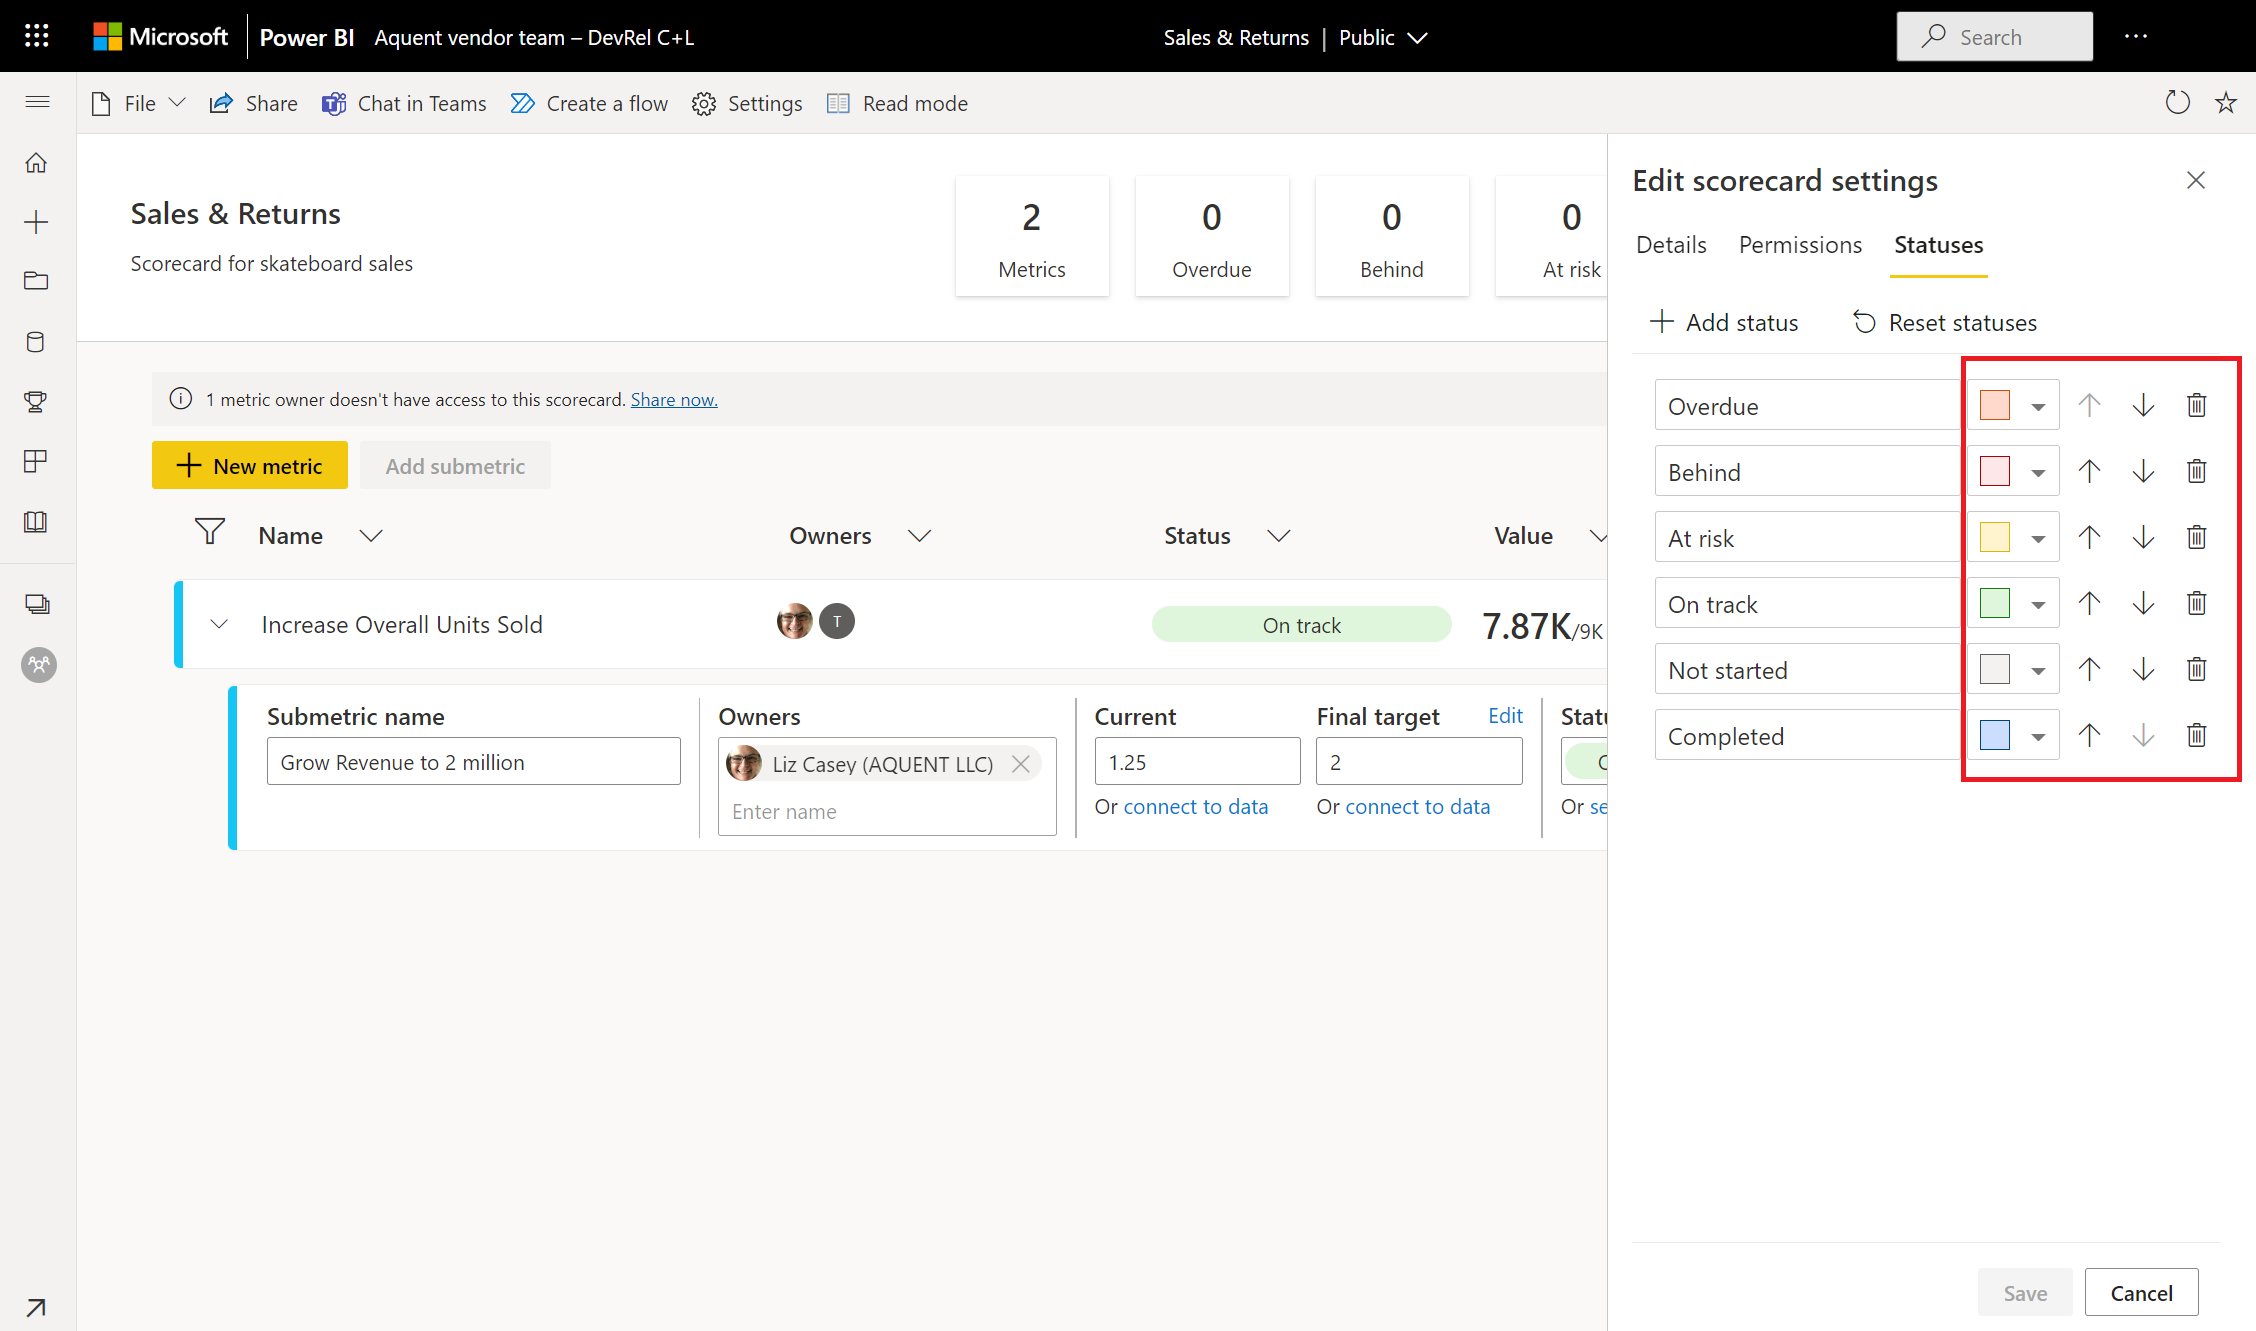 Microsoft Power BI Aquent vendor team – DevRel C+L Sales & Returns | Public Search ...
File Share Chat in Teams Create a flow Settings Read mode
Sales & Returns
Scorecard for skateboard sales
2 0 0 0
Metrics Overdue Behind At risk
1 metric owner doesn't have access to this scorecard. Share now.
New metric Add submetric
Name Owners Status Value
Increase Overall Units Sold T On track 7.87K/9K
Submetric name Owners Current Final target Edit Statu
Grow Revenue to 2 million Liz Casey (AQUENT LLC) 1.25 2
Enter name Or connect to data Or connect to data Or se
Edit scorecard settings
Details Permissions Statuses
Add status Reset statuses
Overdue
Behind
At risk
On track
Not started
Completed
Save Cancel